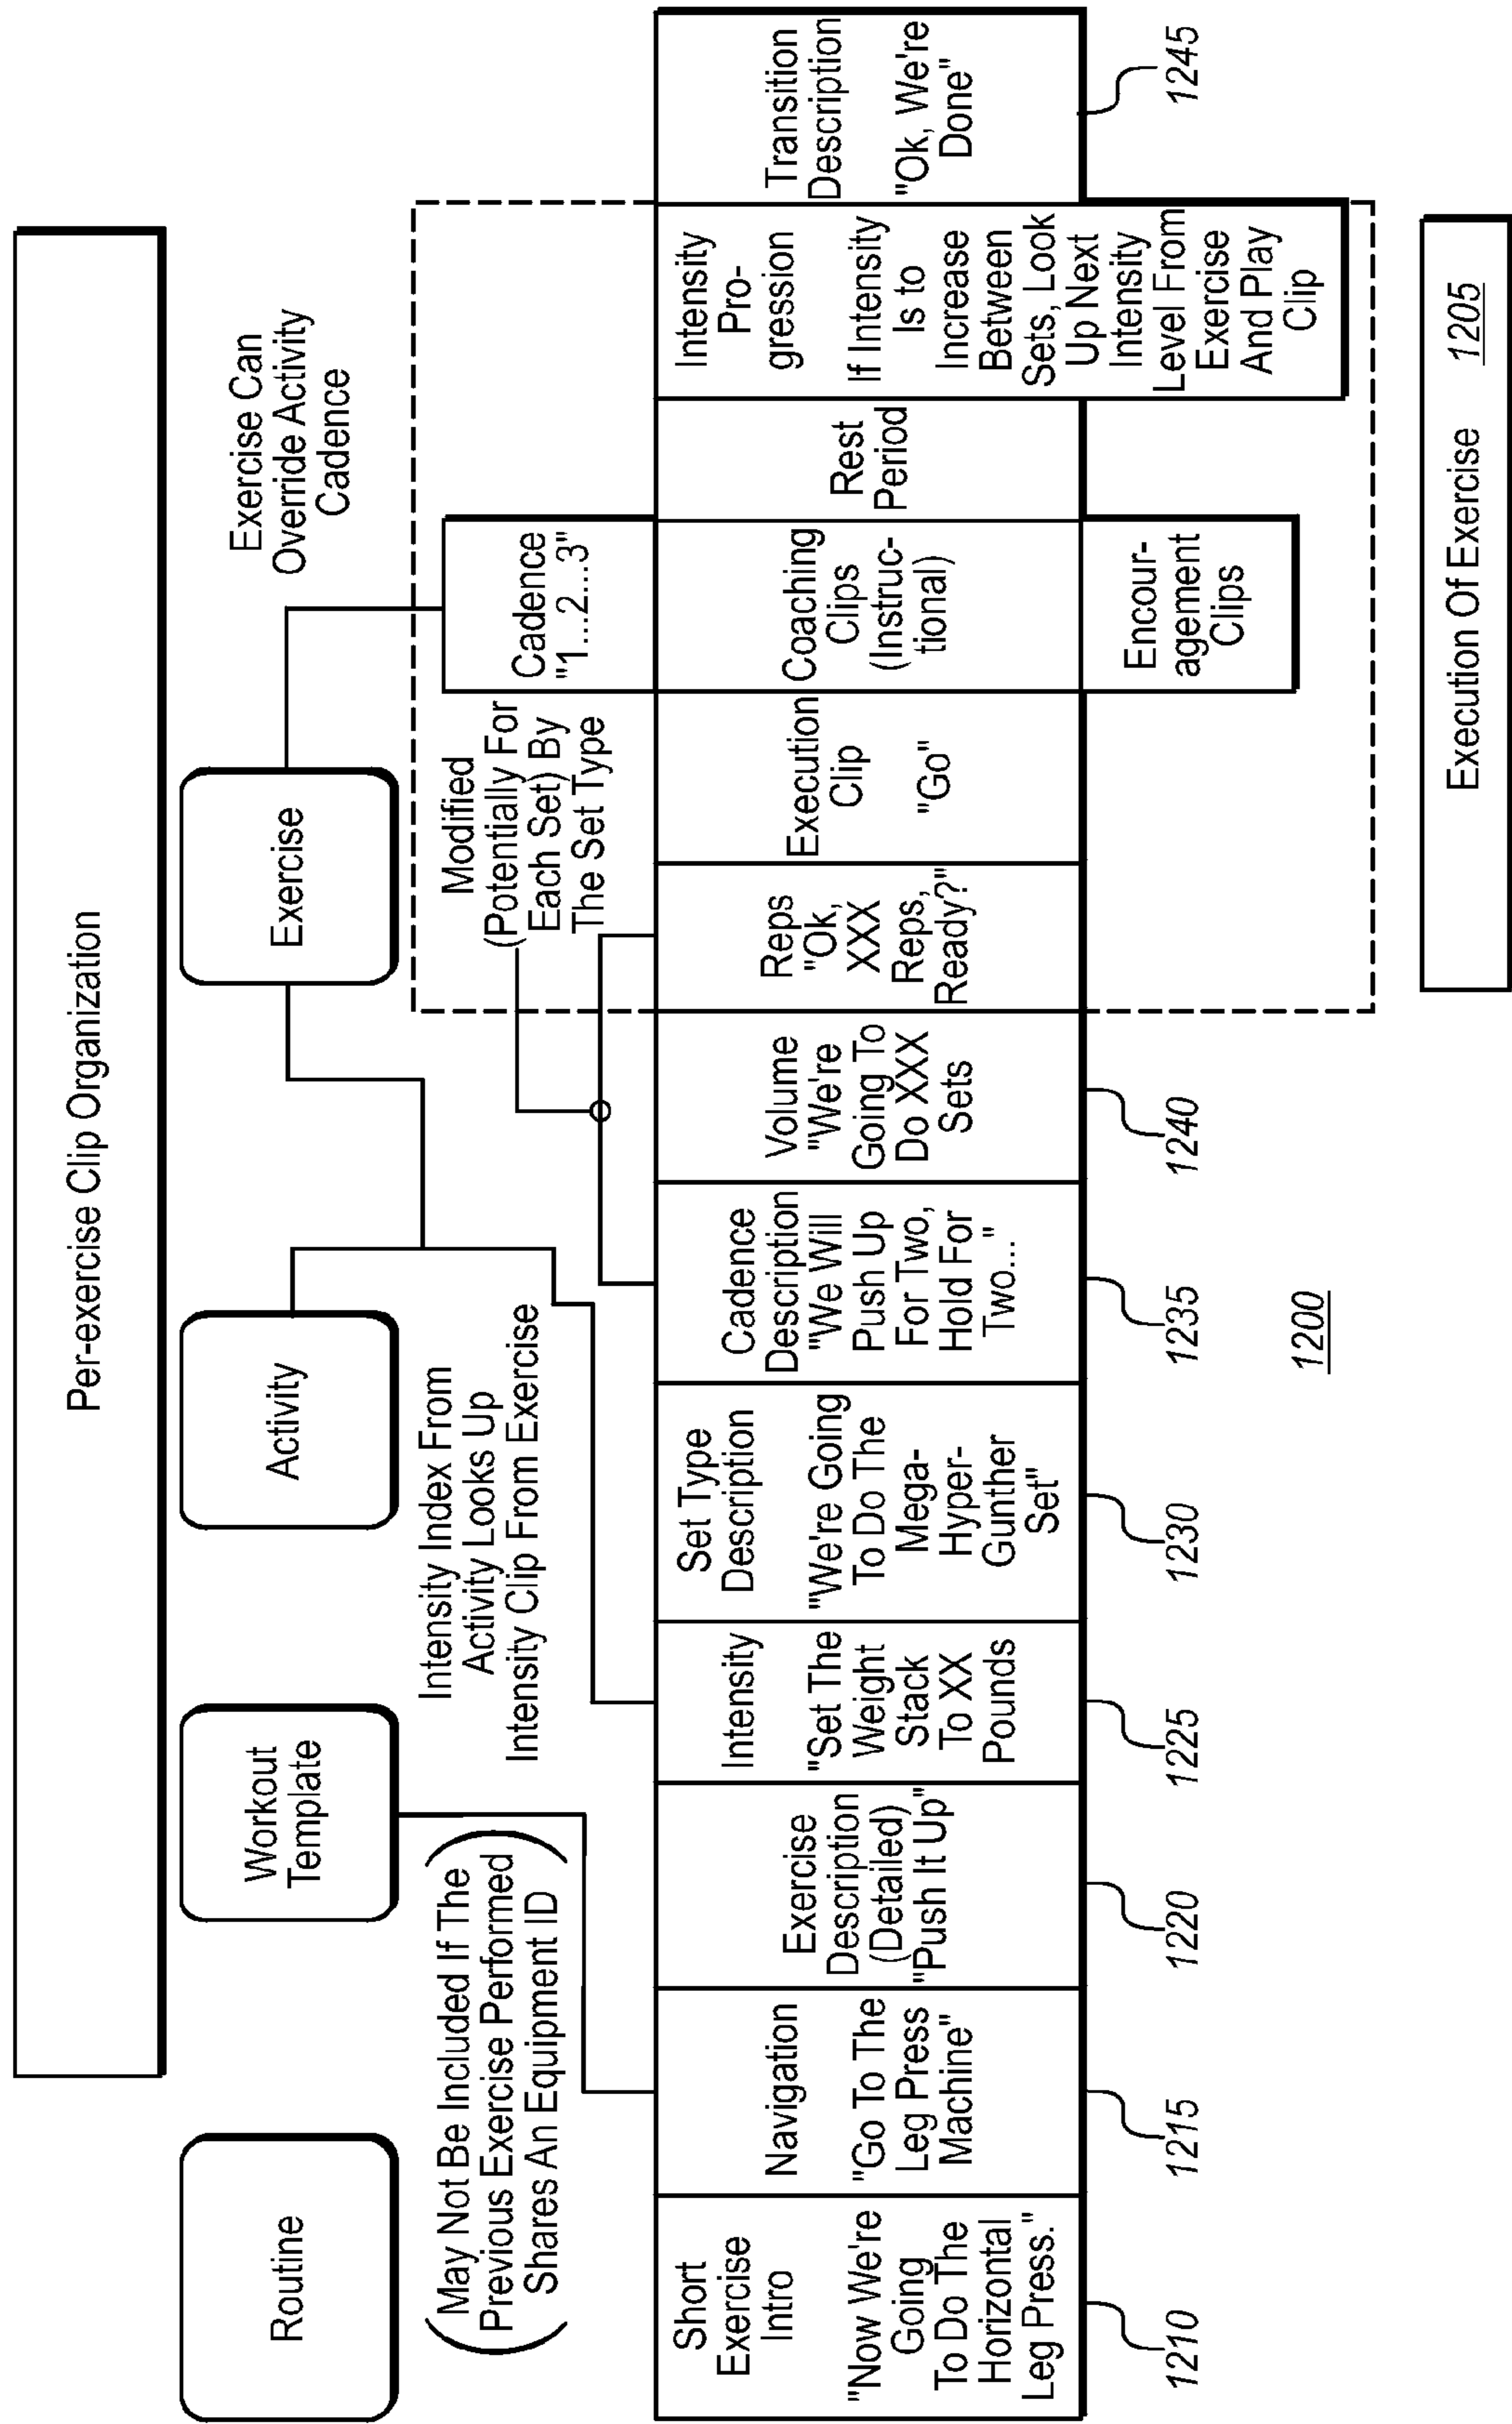 Per-exercise Clip Organization
Routine
Workout
Template
Activity
Exercise
Exercise Can
Override Activity
Cadence
(May Not Be Included If The
Previous Exercise Performed
Shares An Equipment ID)
Intensity Index From
Activity Looks Up
Intensity Clip From Exercise
Modified
(Potentially For
Each Set) By
The Set Type
Cadence
"1...2...3"
Short
Exercise
Intro
"Now We're
Going
To Do The
Horizontal
Leg Press."
Navigation
"Go To The
Leg Press
Machine"
Exercise
Description
(Detailed)
"Push It Up"
Intensity
"Set The
Weight
Stack
To XX
Pounds
Set Type
Description
"We're Going
To Do The
Mega-
Hyper-
Gunther
Set"
Cadence
Description
"We Will
Push Up
For Two,
Hold For
Two..."
Volume
"We're
Going To
Do XXX
Sets
Reps
"Ok,
XXX
Reps,
Ready?"
Execution
Clip
"Go"
Coaching
Clips
(Instruc-
tional)
Encour-
agement
Clips
Rest
Period
Intensity
Pro-
gression
If Intensity
Is to
Increase
Between
Sets, Look
Up Next
Intensity
Level From
Exercise
And Play
Clip
Transition
Description
"Ok, We're
Done"
1210
1215
1220
1225
1230
1235
1240
1245
1200
Execution Of Exercise 1205